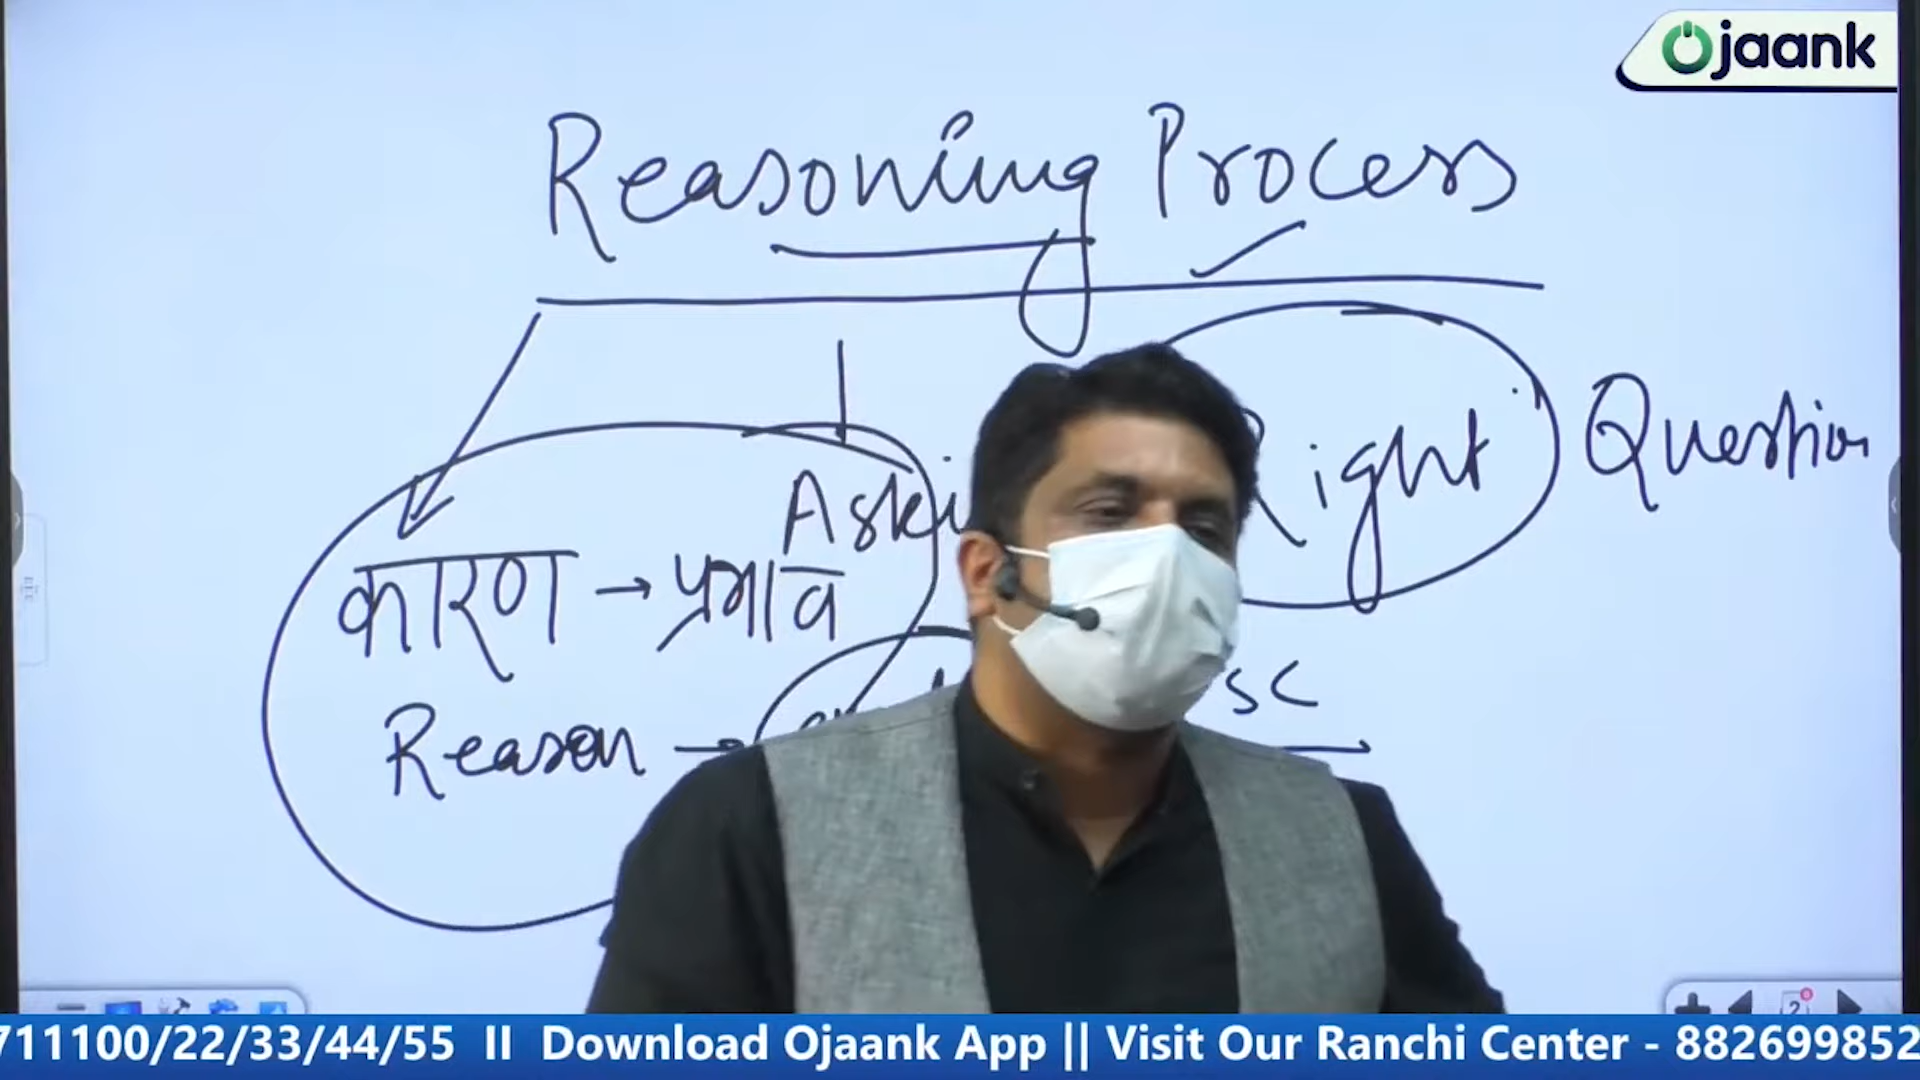 Ojaank
Reasoning Process
Right Question
कारण → प्रभाव
Reason →
SC
711100/22/33/44/55 II Download Ojaank App || Visit Our Ranchi Center - 882699852